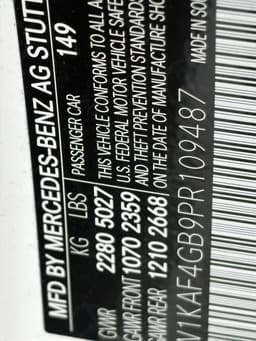 MFD BY MERCEDES-BENZ AG STUTT
PASSENGER CAR 149
KG LBS
GVWR 2280 5027
GAWR FRONT 1070 2359
GAWR REAR 1210 2668
THIS VEHICLE CONFORMS TO ALL A
U.S. FEDERAL MOTOR VEHICLE SAFE
AND THEFT PREVENTION STANDARDS
ON THE DATE OF MANUFACTURE SHO
V1KAF4GB9PR109487
MADE IN SOU